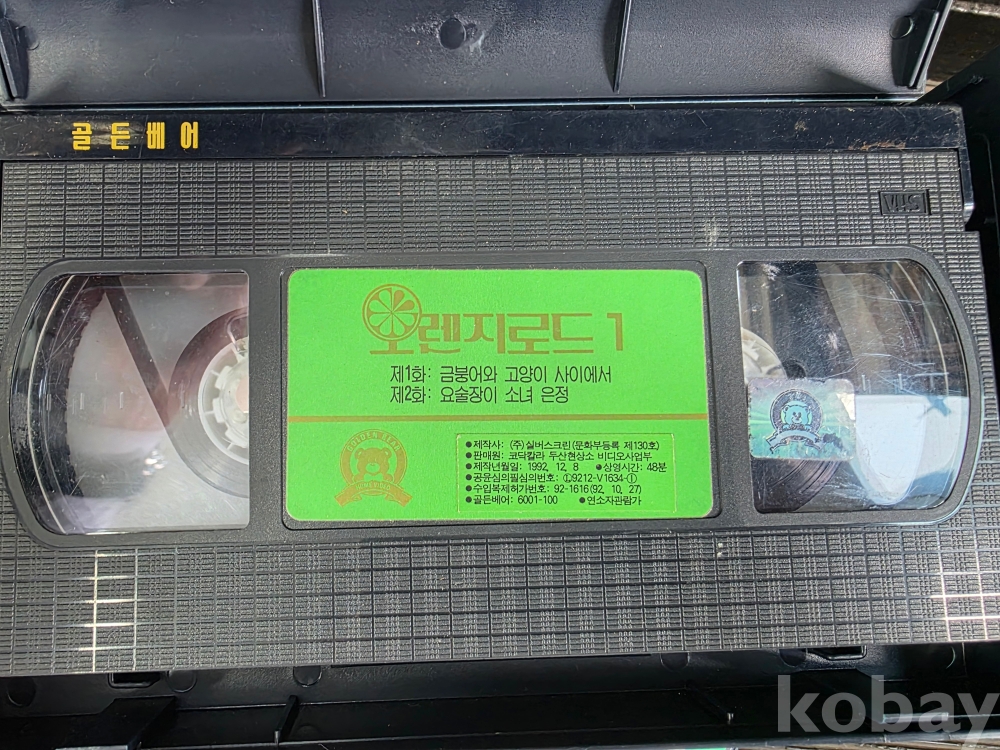 골든베어
VHS
오렌지로드 1
제1화: 금붕어와 고양이 사이에서
제2화: 요술장이 소녀 은정
GOLDEN BEAR
●제작사: (주)실버스크린(문화부등록 제130호)
●판매원: 코닥칼라 두산현상소 비디오사업부
●제작년월일: 1992. 12. 8 ●상영시간: 48분
●공윤심의필심의번호: Ⓛ9212-V1634-Ⓘ
●수입복제허가번호: 92-1616(92. 10. 27)
●골든베어: 6001-100 ●연소자관람가
kobay